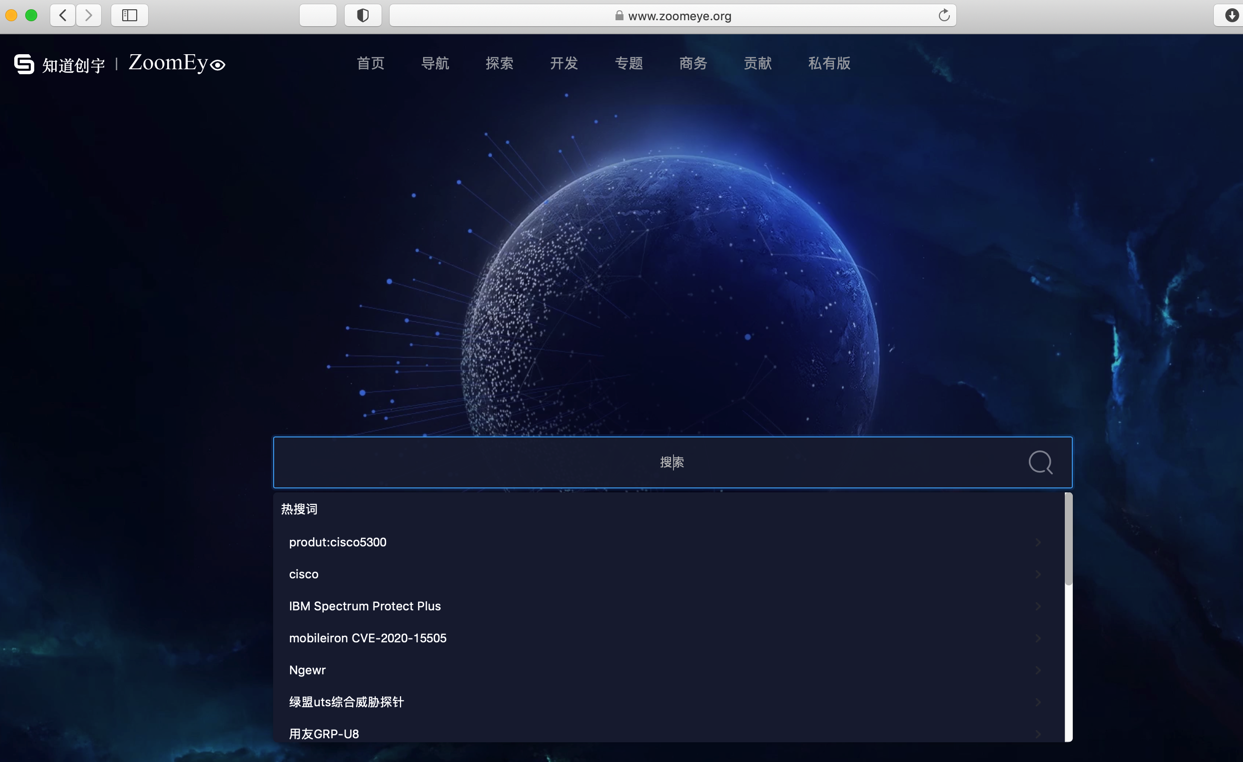 www.zoomeye.org
知道创宇 | ZoomEye
首页 导航 探索 开发 专题 商务 贡献 私有版
搜索
热搜词
produt:cisco5300
cisco
IBM Spectrum Protect Plus
mobileiron CVE-2020-15505
Ngewr
绿盟uts综合威胁探针
用友GRP-U8